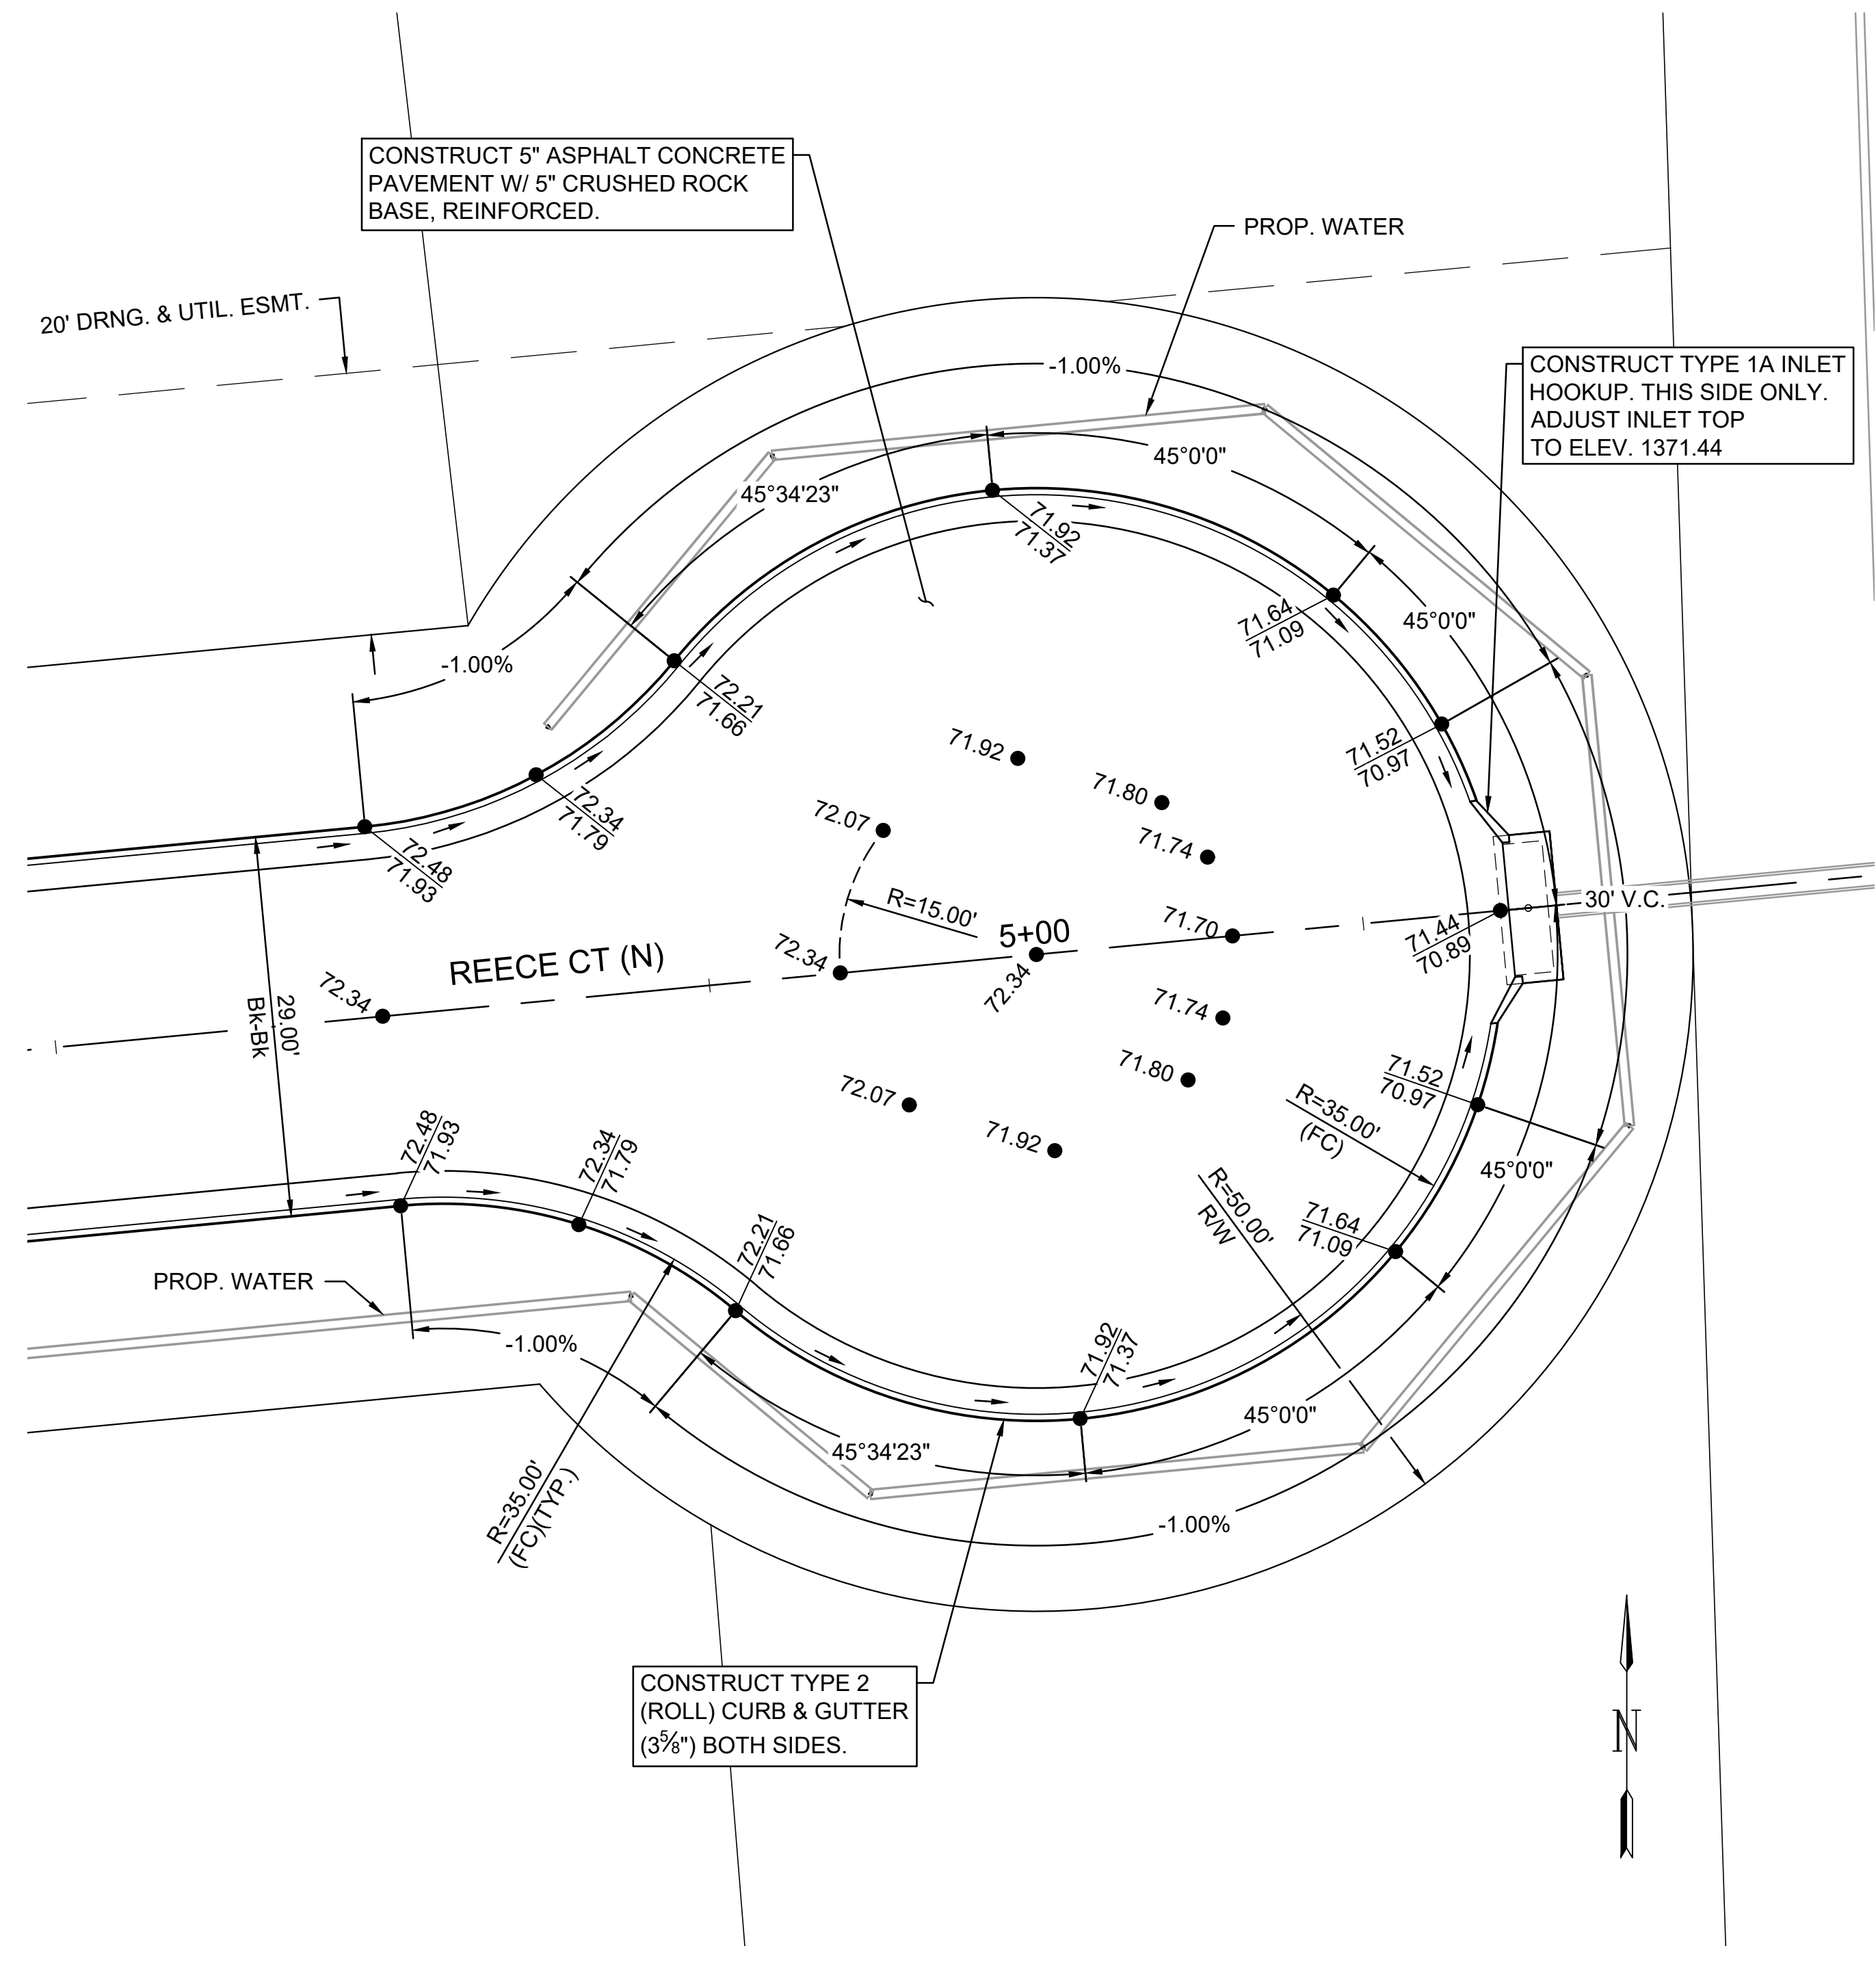 CONSTRUCT 5" ASPHALT CONCRETE
PAVEMENT W/ 5" CRUSHED ROCK
BASE, REINFORCED.
PROP. WATER
20' DRNG. & UTIL. ESMT.
-1.00%
CONSTRUCT TYPE 1A INLET
HOOKUP. THIS SIDE ONLY.
ADJUST INLET TOP
TO ELEV. 1371.44
45°0'0"
45°34'23"
71.92
71.37
71.64
71.09
45°0'0"
-1.00%
72.21
71.66
71.52
70.97
71.92
71.80
72.34
71.79
72.07
71.74
72.48
71.93
R=15.00'
30' V.C.
71.70
5+00
71.44
70.89
REECE CT (N)
72.34
72.34
72.34
29.00'
Bk-Bk
71.74
71.80
72.07
71.52
70.97
R=35.00'
(FC)
72.48
71.93
72.34
71.79
71.92
45°0'0"
R=50.00'
R/W
71.64
71.09
72.21
71.66
PROP. WATER
-1.00%
71.92
71.37
45°0'0"
45°34'23"
R=35.00'
(FC)(TYP.)
-1.00%
CONSTRUCT TYPE 2
(ROLL) CURB & GUTTER
(3⅝") BOTH SIDES.
N